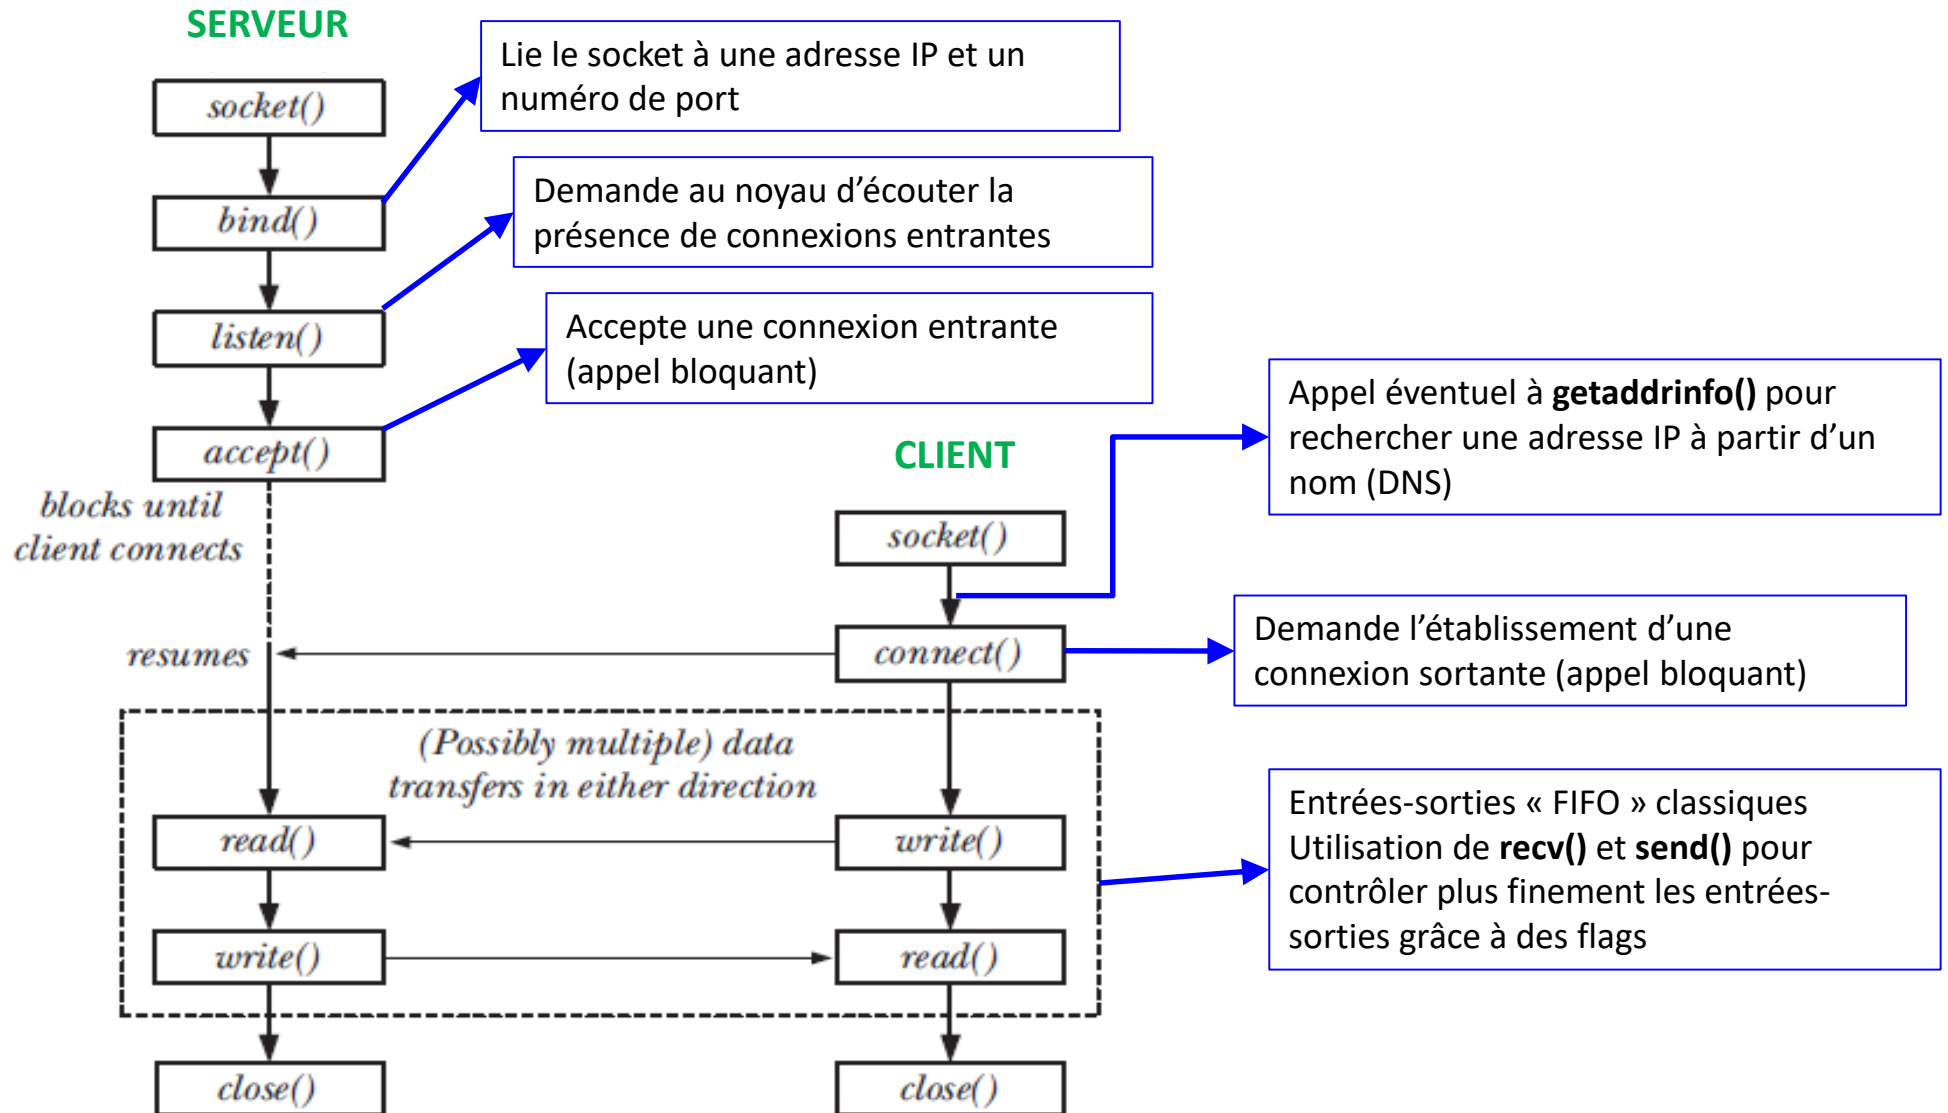 SERVEUR
socket()
bind()
listen()
accept()
blocks until
client connects
resumes
Lie le socket à une adresse IP et un
numéro de port
Demande au noyau d’écouter la
présence de connexions entrantes
Accepte une connexion entrante
(appel bloquant)
CLIENT
socket()
connect()
Appel éventuel à getaddrinfo() pour
rechercher une adresse IP à partir d’un
nom (DNS)
Demande l’établissement d’une
connexion sortante (appel bloquant)
(Possibly multiple) data
transfers in either direction
read()
write()
write()
read()
close()
close()
Entrées-sorties « FIFO » classiques
Utilisation de recv() et send() pour
contrôler plus finement les entrées-
sorties grâce à des flags